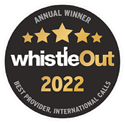 ANNUAL WINNER
whistleOut
2022
BEST PROVIDER, INTERNATIONAL CALLS